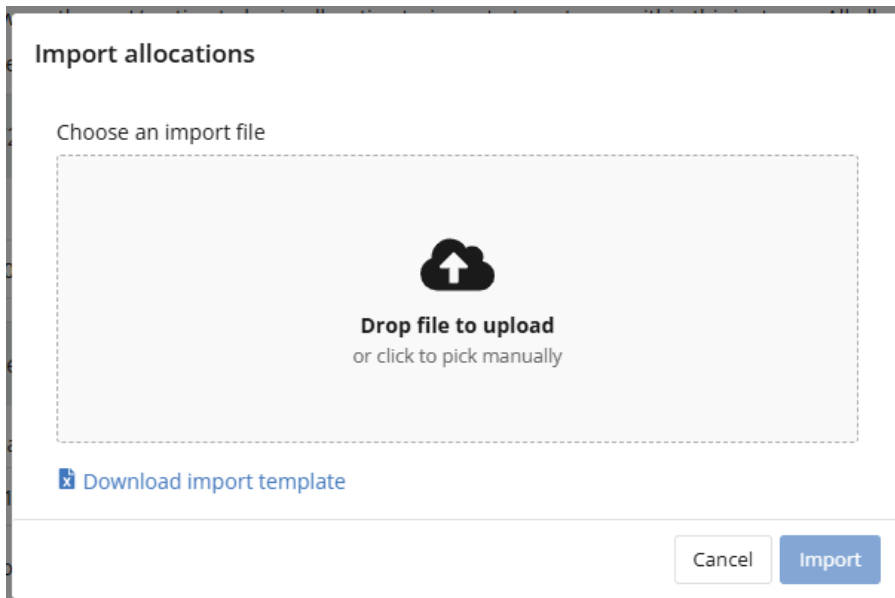 Import allocations
Choose an import file
Drop file to upload
or click to pick manually
Download import template
Cancel
Import